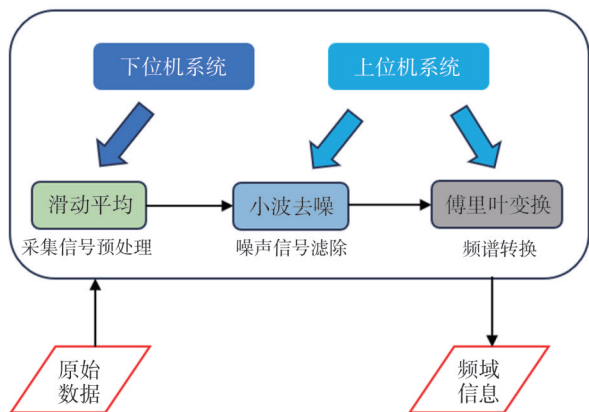 下位机系统
上位机系统
滑动平均
小波去噪
傅里叶变换
采集信号预处理
噪声信号滤除
频谱转换
原始
数据
频域
信息